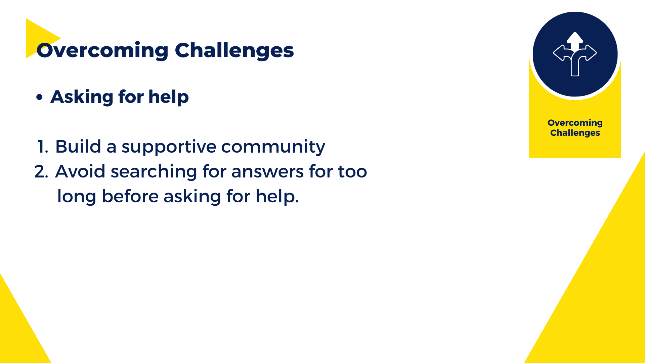 Overcoming Challenges
• Asking for help
1. Build a supportive community
2. Avoid searching for answers for too
long before asking for help.
Overcoming
Challenges